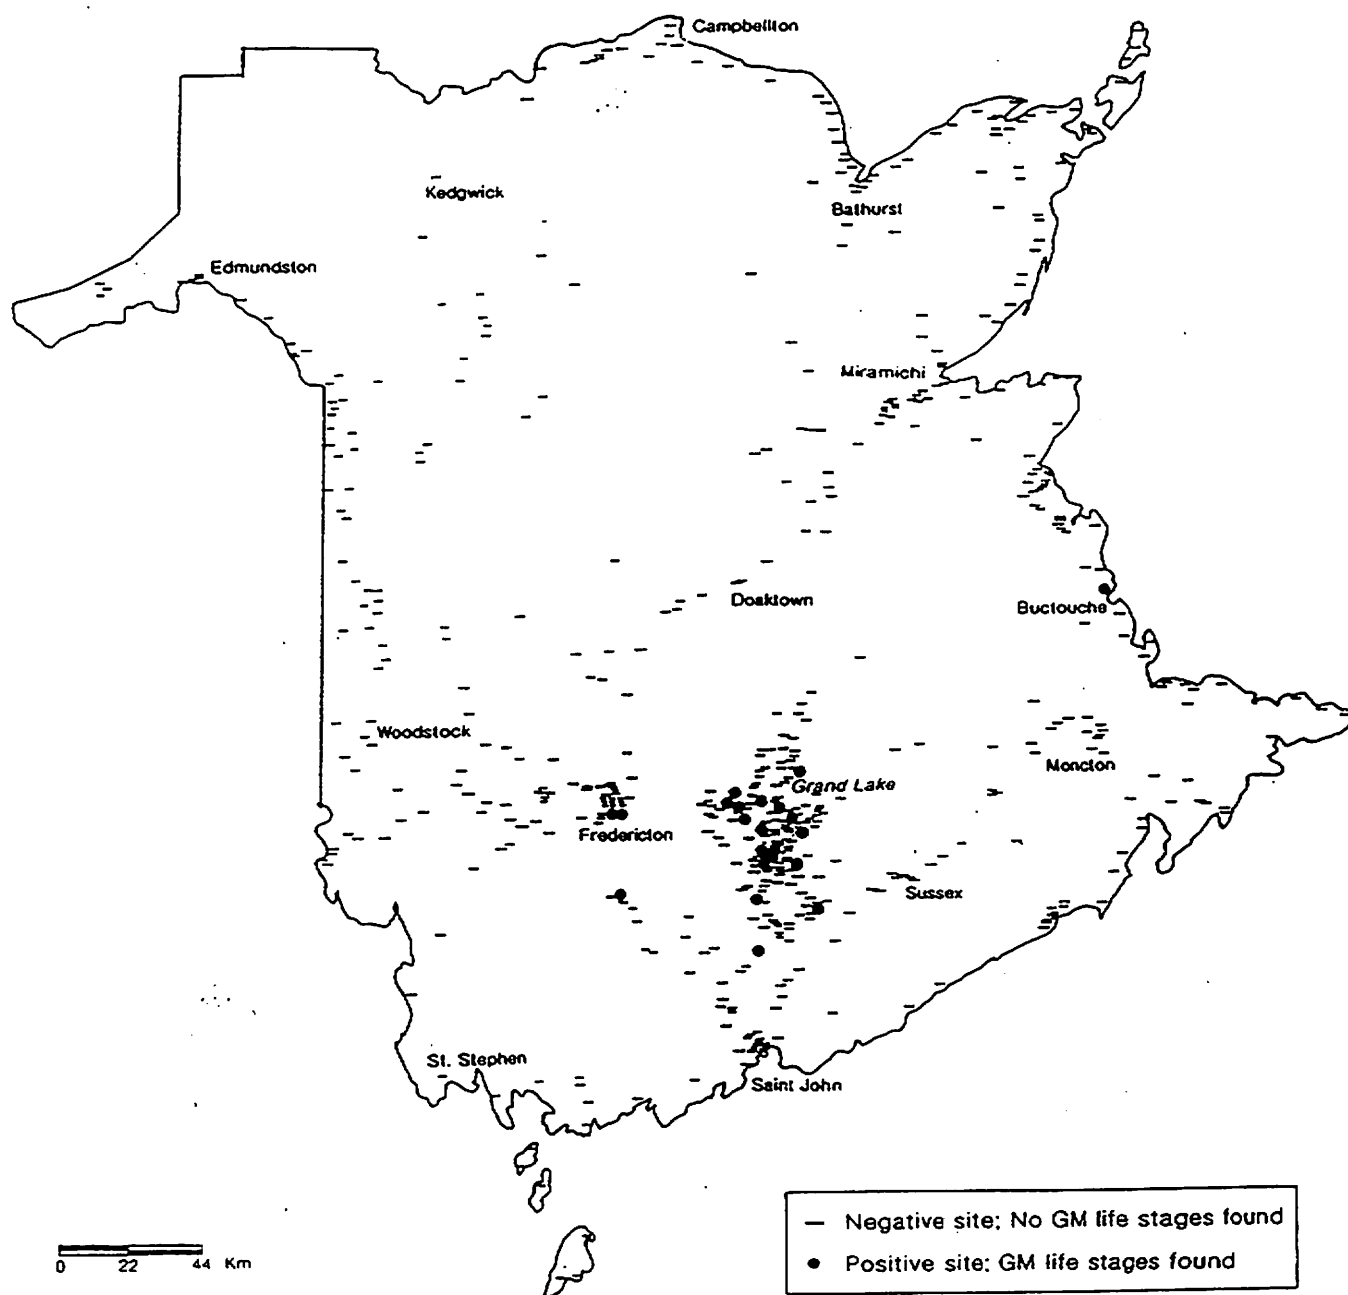 Campbellton
Kedgwick
Bathurst
Edmundston
Miramichi
Doaktown
Buctouche
Woodstock
Moncton
Grand Lake
Fredericton
Sussex
St. Stephen
Saint John
— Negative site: No GM life stages found
● Positive site: GM life stages found
0 22 44 Km